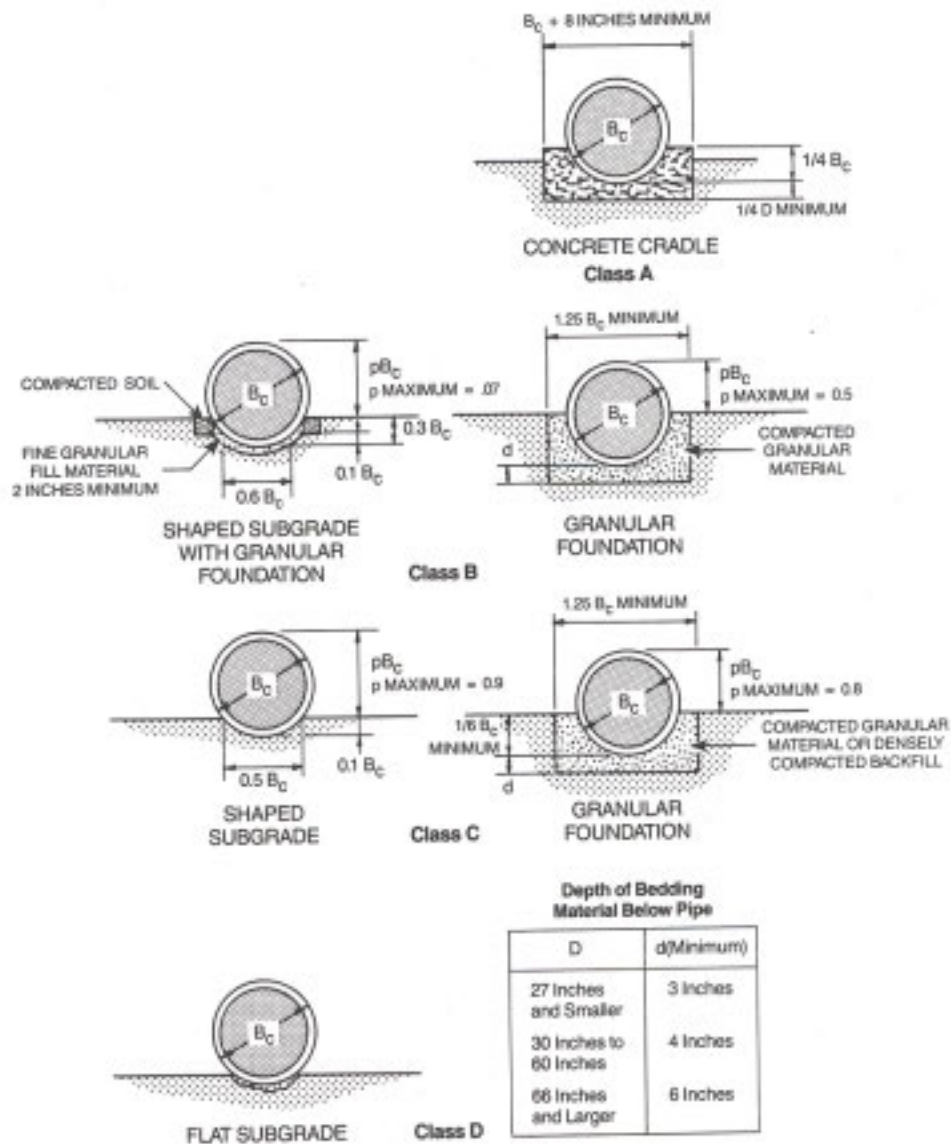 Bc + 8 INCHES MINIMUM
Bc
1/4 Bc
1/4 D MINIMUM
CONCRETE CRADLE
Class A
COMPACTED SOIL
FINE GRANULAR
FILL MATERIAL
2 INCHES MINIMUM
Bc
pBc
p MAXIMUM = .07
0.3 Bc
0.1 Bc
0.6 Bc
SHAPED SUBGRADE
WITH GRANULAR
FOUNDATION
1.25 Bc MINIMUM
Bc
d
pBc
p MAXIMUM = 0.5
COMPACTED
GRANULAR
MATERIAL
GRANULAR
FOUNDATION
Class B
Bc
pBc
p MAXIMUM = 0.9
0.1 Bc
0.5 Bc
SHAPED
SUBGRADE
1.25 Bc MINIMUM
Bc
1/6 Bc
MINIMUM
d
pBc
p MAXIMUM = 0.8
COMPACTED GRANULAR
MATERIAL OR DENSELY
COMPACTED BACKFILL
GRANULAR
FOUNDATION
Class C
Bc
FLAT SUBGRADE
Class D
Depth of Bedding
Material Below Pipe
D d(Minimum)
27 Inches 3 Inches
and Smaller
30 Inches to 4 Inches
60 Inches
66 Inches 6 Inches
and Larger